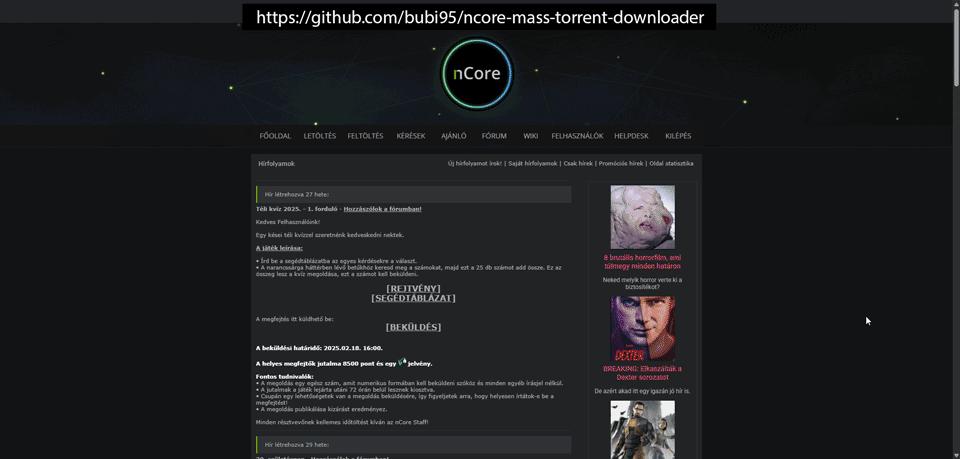 https://github.com/bubi95/ncore-mass-torrent-downloader
nCore
FŐOLDAL LETÖLTÉS FELTÖLTÉS KÉRÉSEK AJÁNLÓ FÓRUM WIKI FELHASZNÁLÓK HELPDESK KILÉPÉS
Hírfolyamok
Új hírfolyamot írok! | Saját hírfolyamok | Csak hírek | Promóciós hírek | Oldal statisztika
Hír létrehozva 27 hete:
Téli kvíz 2025. - 1. forduló - Hozzászólok a fórumban!
Kedves Felhasználóink!
Egy kései téli kvízzel szeretnénk kedveskedni nektek.
A játék leírása:
• Írd be a segédtáblázatba az egyes kérdésekre a választ.
• A narancssárga háttérben lévő betűkhöz keresd meg a számokat, majd ezt a 25 db számot add össze. Ez az
összeg lesz a kvíz megoldása, ezt a számot kell beküldeni.
[REJTVÉNY]
[SEGÉDTÁBLÁZAT]
A megfejtés itt küldhető be:
[BEKÜLDÉS]
A beküldési határidő: 2025.02.18. 16:00.
A helyes megfejtők jutalma 8500 pont és egy jelvény.
Fontos tudnivalók:
• A megoldás egy egész szám, amit numerikus formában kell beküldeni szóköz és minden egyéb írásjel nélkül.
• A jutalmak a játék lejárta utáni 72 órán belül lesznek kiosztva.
• Csupán egy lehetőségetek van a megoldás beküldésére, így figyeljetek arra, hogy helyesen írtátok-e be a
megfejtést!
• A megoldás publikálása kizárást eredményez.
Minden résztvevőnek kellemes időtöltést kíván az nCore Staff!
Hír létrehozva 29 hete:
8 brutális horrorfilm, ami
túlmegy minden határon
Neked melyik horror verte ki a
biztosítékot?
DEXTER
BREAKING: Elkaszálták a
Dexter sorozatot
De azért akad itt egy igazán jó hír is.